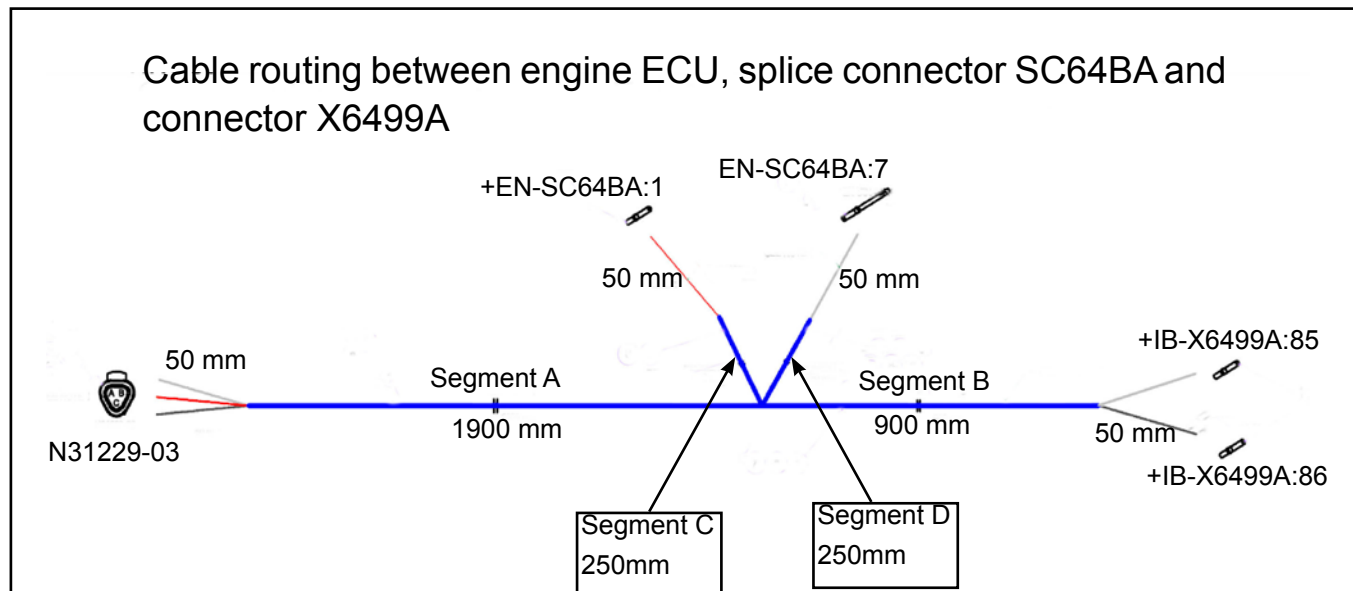 Cable routing between engine ECU, splice connector SC64BA and
connector X6499A
+EN-SC64BA:1
EN-SC64BA:7
50 mm
50 mm
+IB-X6499A:85
50 mm
Segment A
Segment B
A B
C
1900 mm
900 mm
50 mm
N31229-03
+IB-X6499A:86
Segment C
250mm
Segment D
250mm